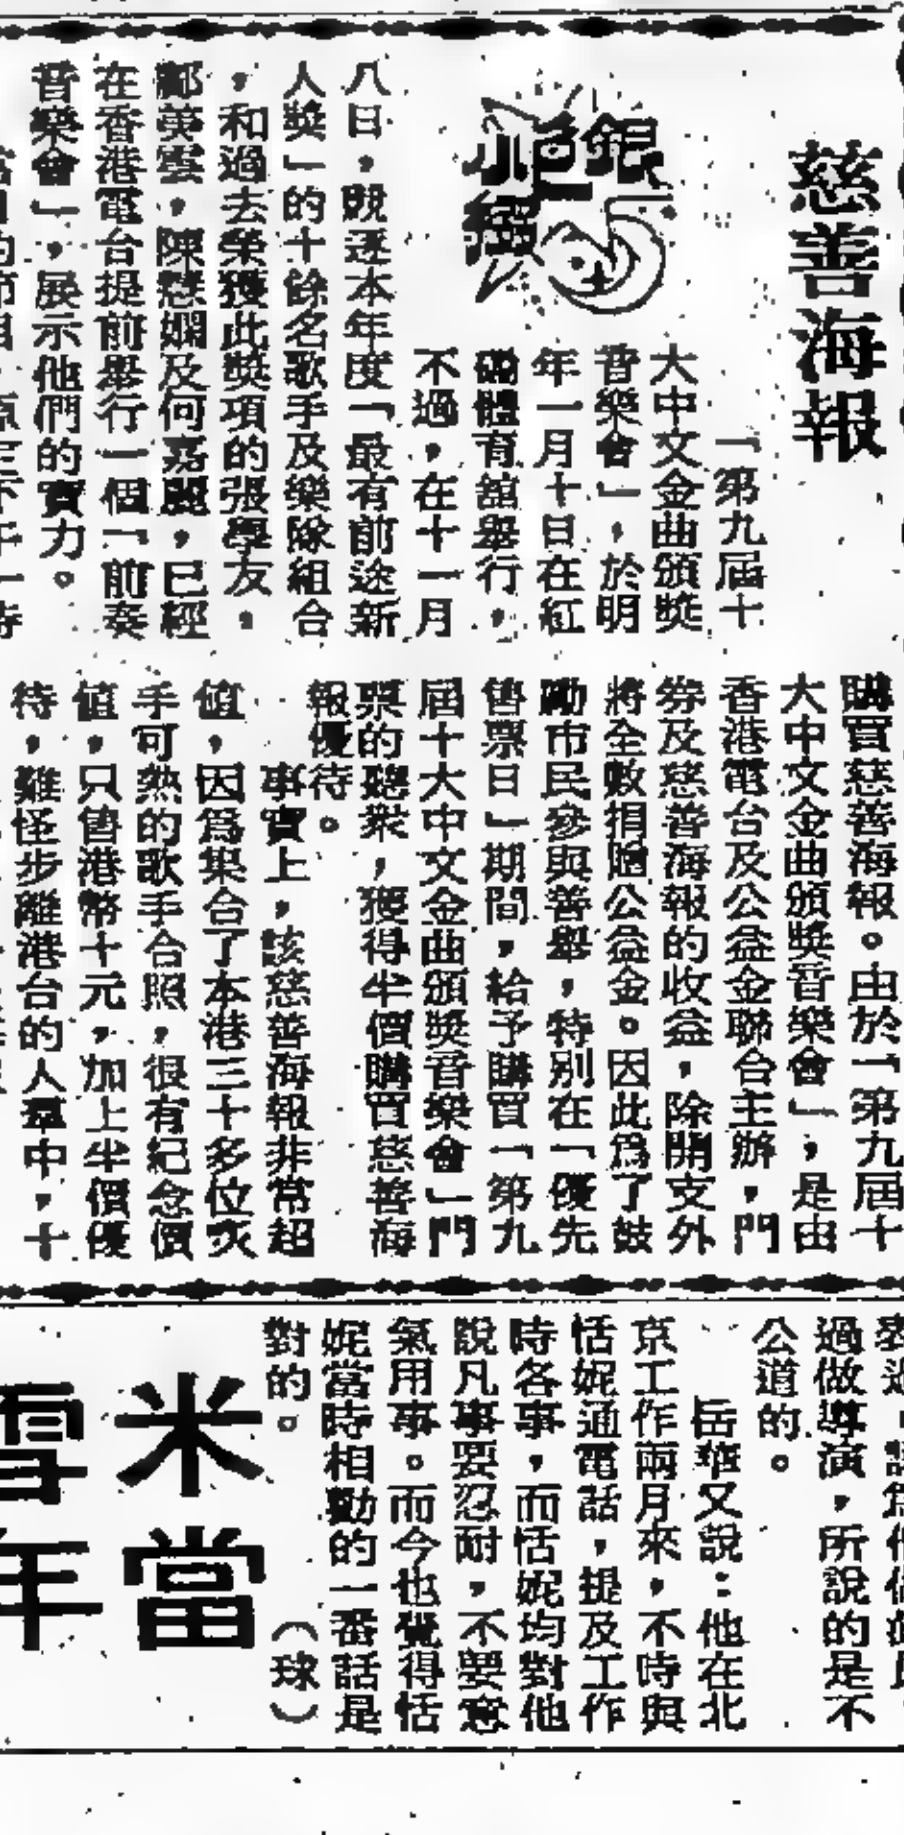 慈善海報
銀色小網
「第九屆十
大中文金曲頒獎
音樂會」，於明
年一月十日在紅
磡體育舘舉行，
不過，在十一月
八日，競逐本年度「最有前途新
人獎」的十餘名歌手及樂隊組合
，和過去榮獲此獎項的張學友，
鄺美雲，陳慧嫻及何嘉麗，已經
在香港電台提前舉行一個「前奏
音樂會」，展示他們的實力。
購買慈善海報。由於「第九屆十
大中文金曲頒獎音樂會」，是由
香港電台及公益金聯合主辦，門
券及慈善海報的收益，除開支外
將全數捐贈公益金。因此爲了鼓
勵市民參與善舉，特別在「優先
售票日」期間，給予購買「第九
屆十大中文金曲頒獎音樂會」門
票的聽衆，獲得半價購買慈善海
報優待。
事實上，該慈善海報非常超
値，因爲集合了本港三十多位炙
手可熱的歌手合照，很有紀念價
値，只售港幣十元，加上半價優
待，難怪步離港台的人羣中，十
過做導演，所說的是不
公道的。
岳華又說：他在北
京工作兩月來，不時與
恬妮通電話，提及工作
時各事，而恬妮均對他
說凡事要忍耐，不要意
氣用事。而今也覺得恬
妮當時相勸的一番話是
對的。（球）
米當
雪年